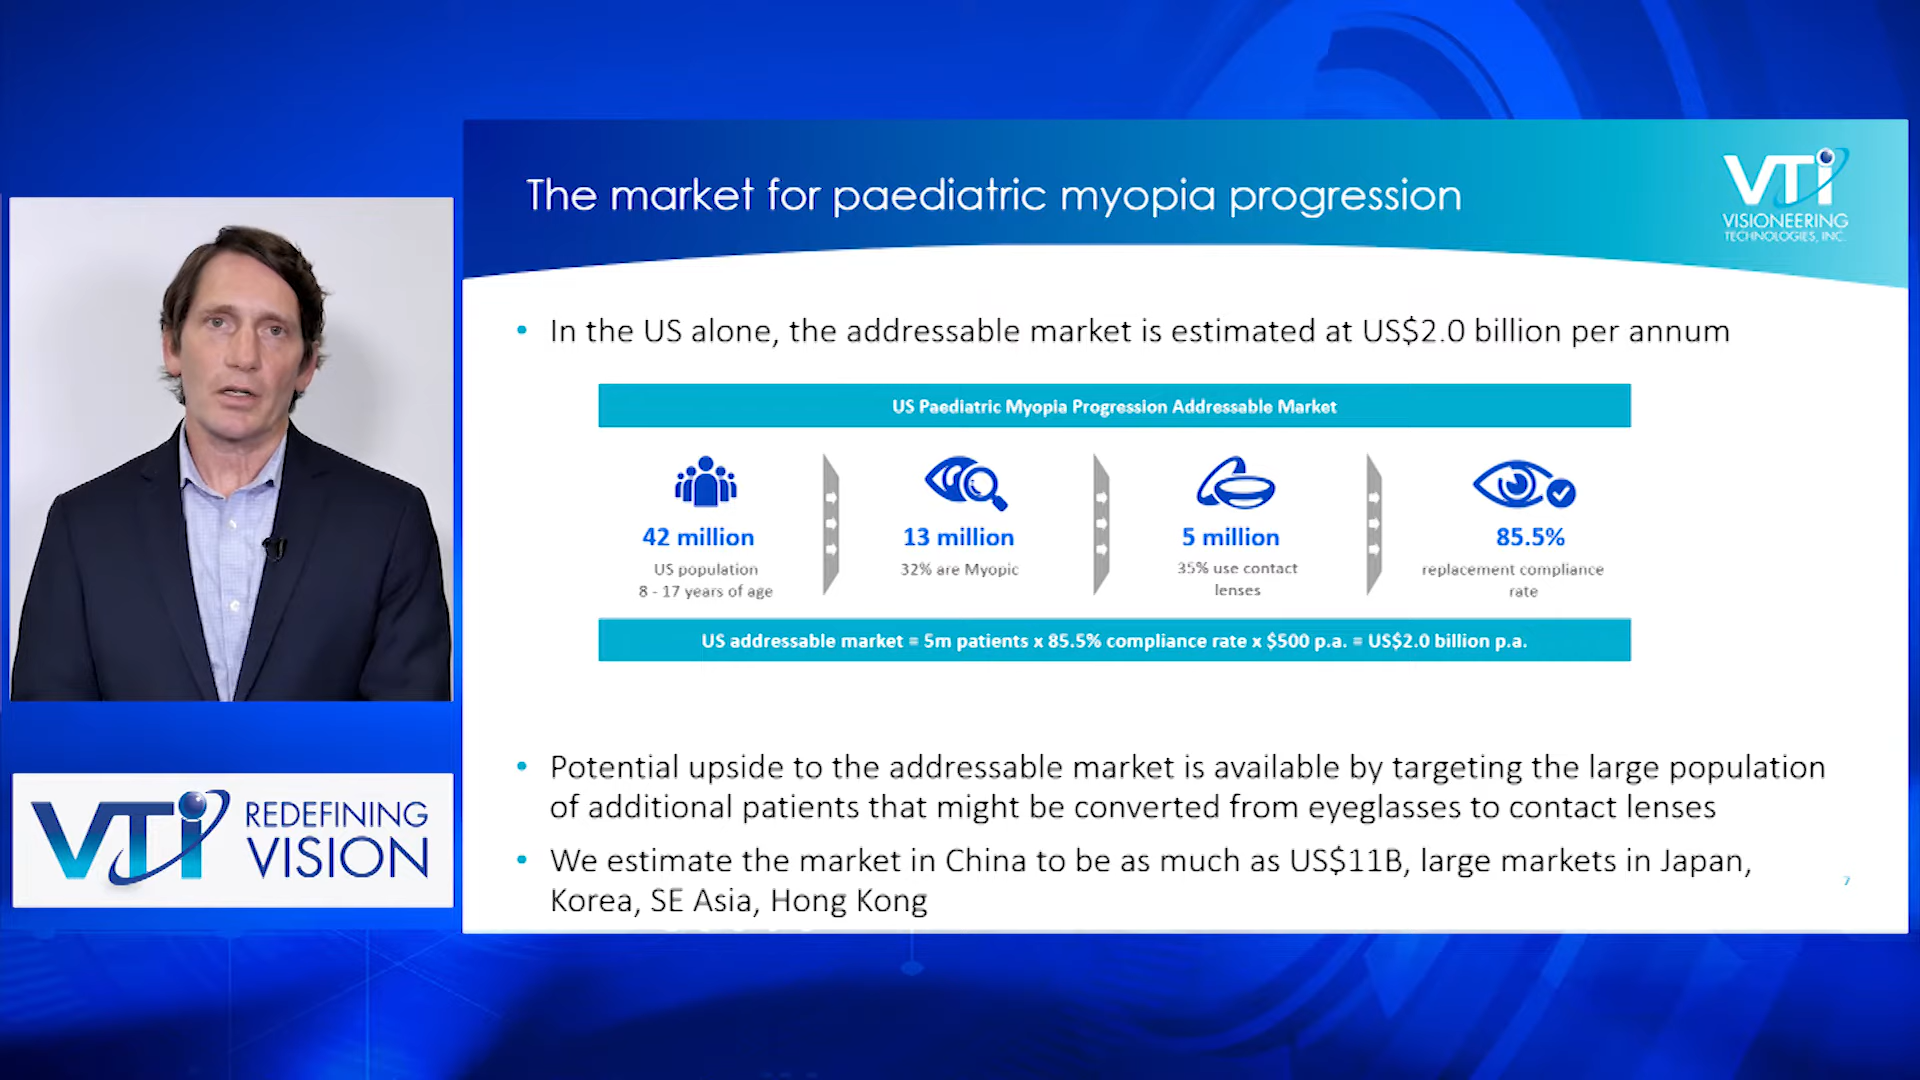 The market for paediatric myopia progression
VTi
VISIONEERING
TECHNOLOGIES, INC.
• In the US alone, the addressable market is estimated at US$2.0 billion per annum
US Paediatric Myopia Progression Addressable Market
42 million
US population
8 - 17 years of age
13 million
32% are Myopic
5 million
35% use contact
lenses
85.5%
replacement compliance
rate
US addressable market = 5m patients x 85.5% compliance rate x $500 p.a. = US$2.0 billion p.a.
• Potential upside to the addressable market is available by targeting the large population
of additional patients that might be converted from eyeglasses to contact lenses
• We estimate the market in China to be as much as US$11B, large markets in Japan,
Korea, SE Asia, Hong Kong
7
VTi REDEFINING
VISION